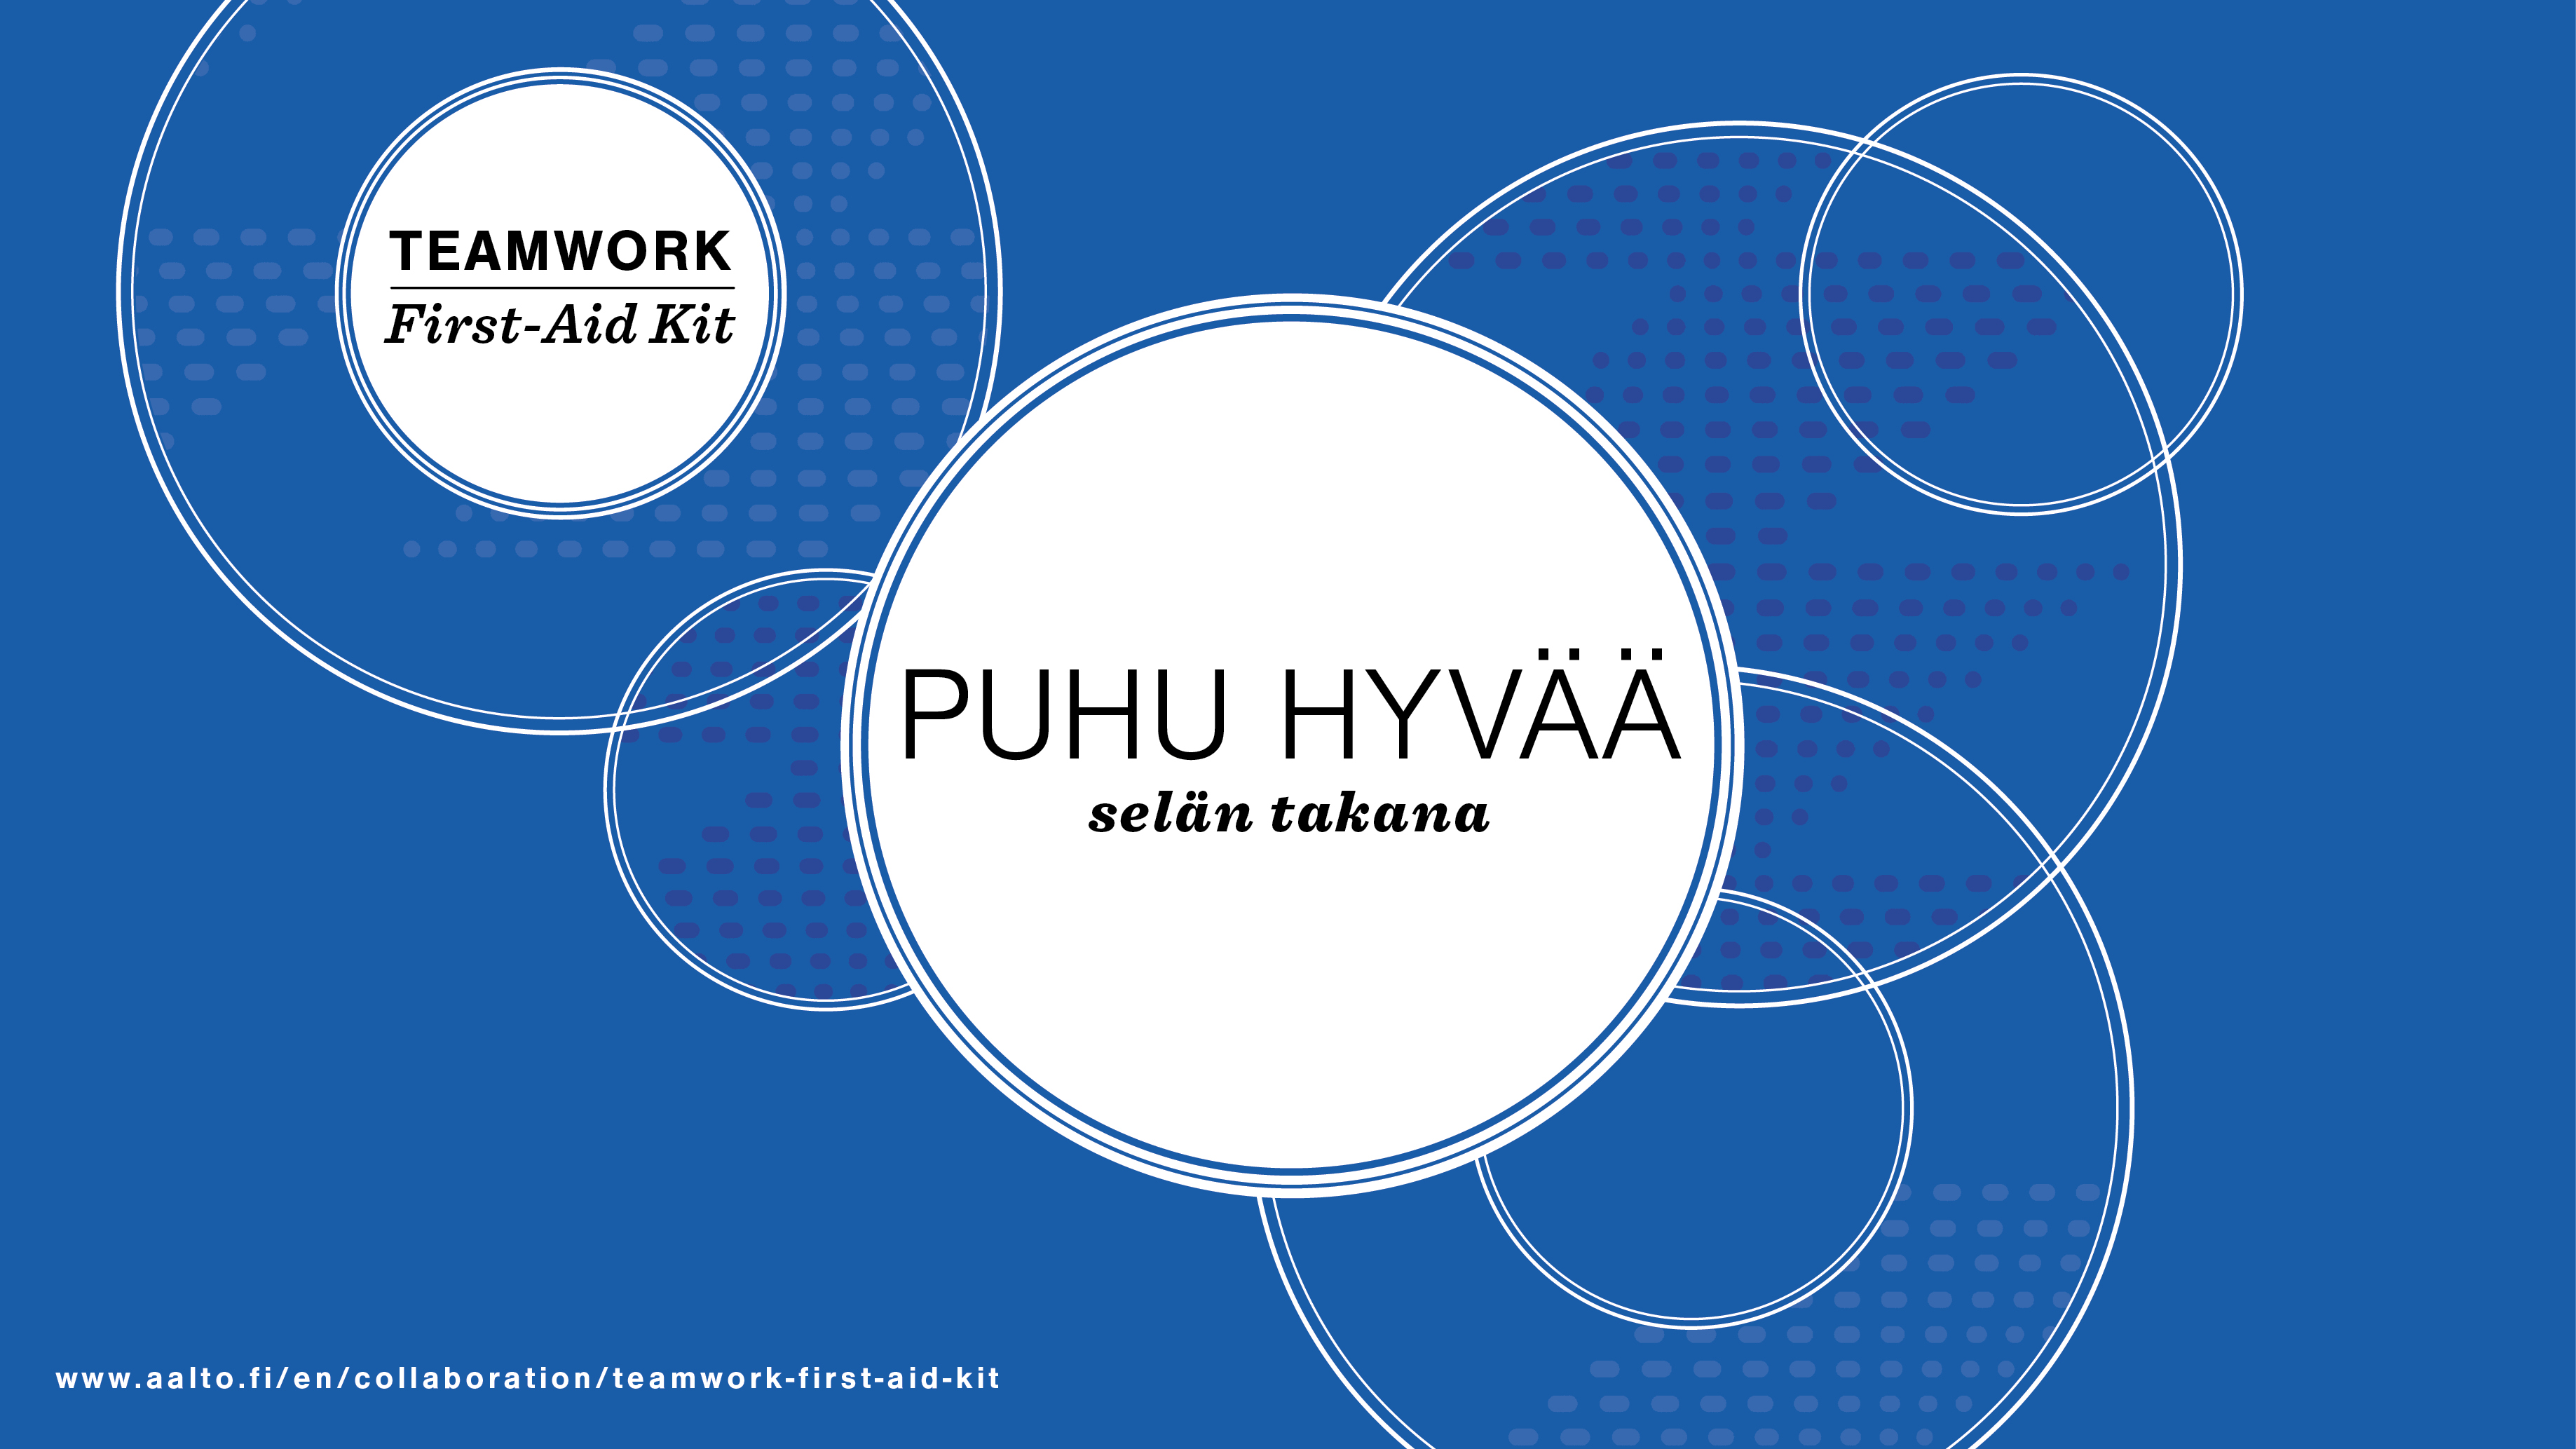 TEAMWORK
First-Aid Kit
PUHU HYVÄÄ
selän takana
www.aalto.fi/en/collaboration/teamwork-first-aid-kit